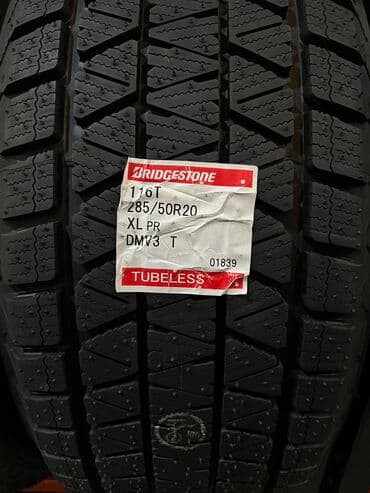 BRIDGESTONE
116T
285/50R20
XL PR
DMV3 T
01839
TUBELESS